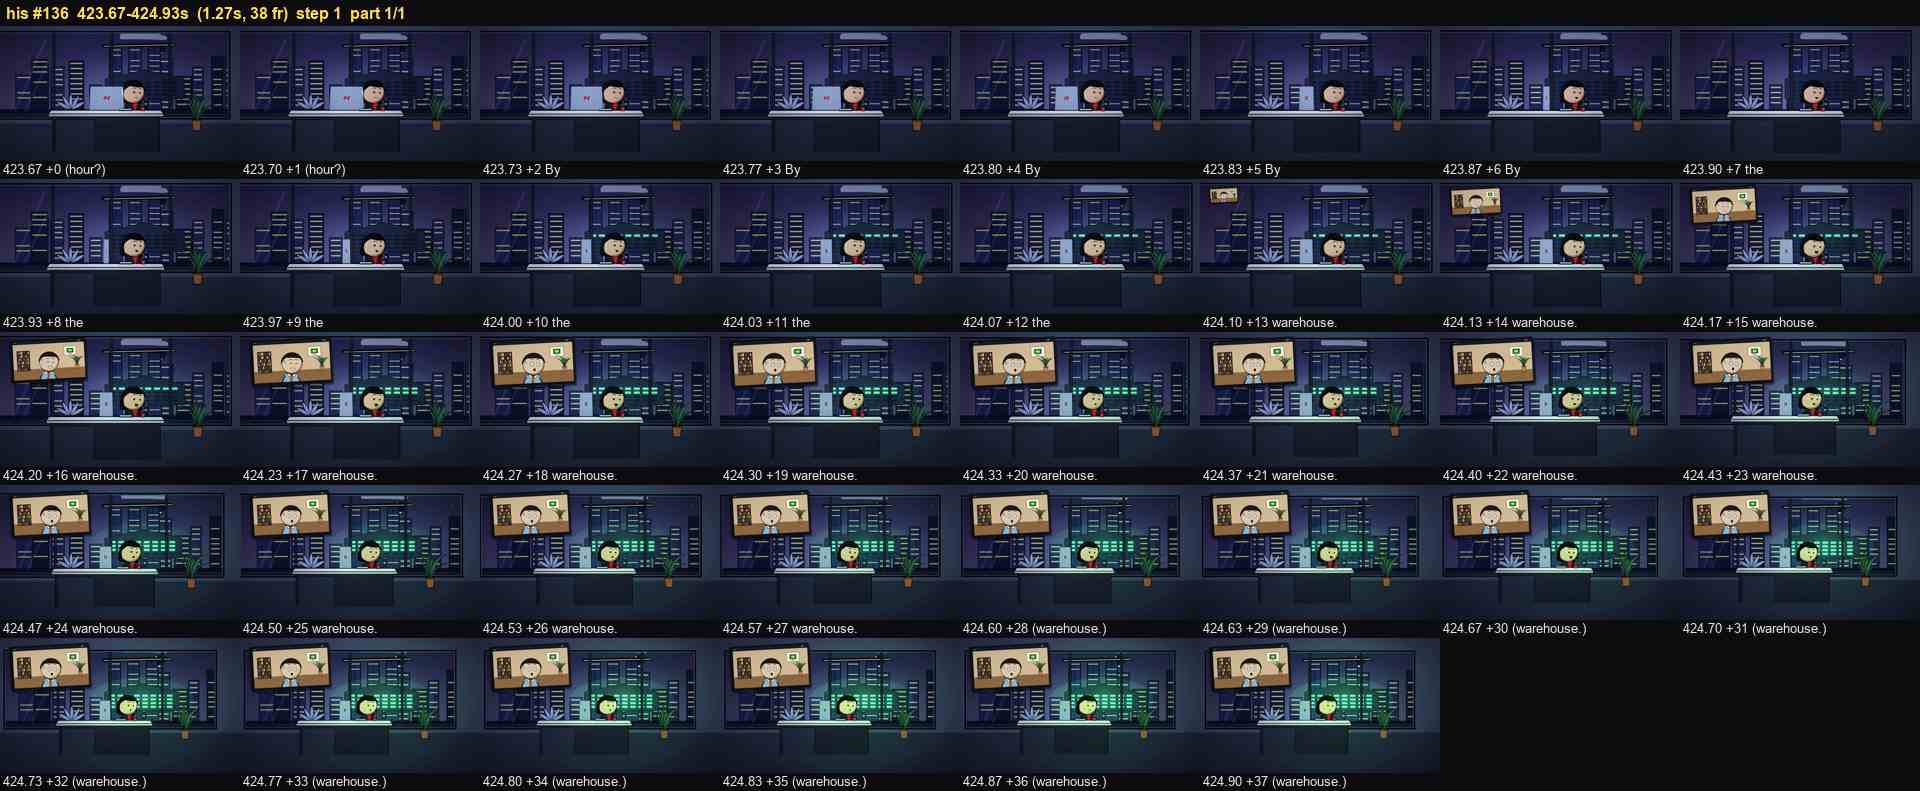 his #136 423.67-424.93s (1.27s, 38 fr) step 1 part 1/1
423.67 +0 (hour?)
423.70 +1 (hour?)
423.73 +2 By
423.77 +3 By
423.80 +4 By
423.83 +5 By
423.87 +6 By
423.90 +7 the
423.93 +8 the
423.97 +9 the
424.00 +10 the
424.03 +11 the
424.07 +12 the
424.10 +13 warehouse.
424.13 +14 warehouse.
424.17 +15 warehouse.
424.20 +16 warehouse.
424.23 +17 warehouse.
424.27 +18 warehouse.
424.30 +19 warehouse.
424.33 +20 warehouse.
424.37 +21 warehouse.
424.40 +22 warehouse.
424.43 +23 warehouse.
424.47 +24 warehouse.
424.50 +25 warehouse.
424.53 +26 warehouse.
424.57 +27 warehouse.
424.60 +28 (warehouse.)
424.63 +29 (warehouse.)
424.67 +30 (warehouse.)
424.70 +31 (warehouse.)
424.73 +32 (warehouse.)
424.77 +33 (warehouse.)
424.80 +34 (warehouse.)
424.83 +35 (warehouse.)
424.87 +36 (warehouse.)
424.90 +37 (warehouse.)